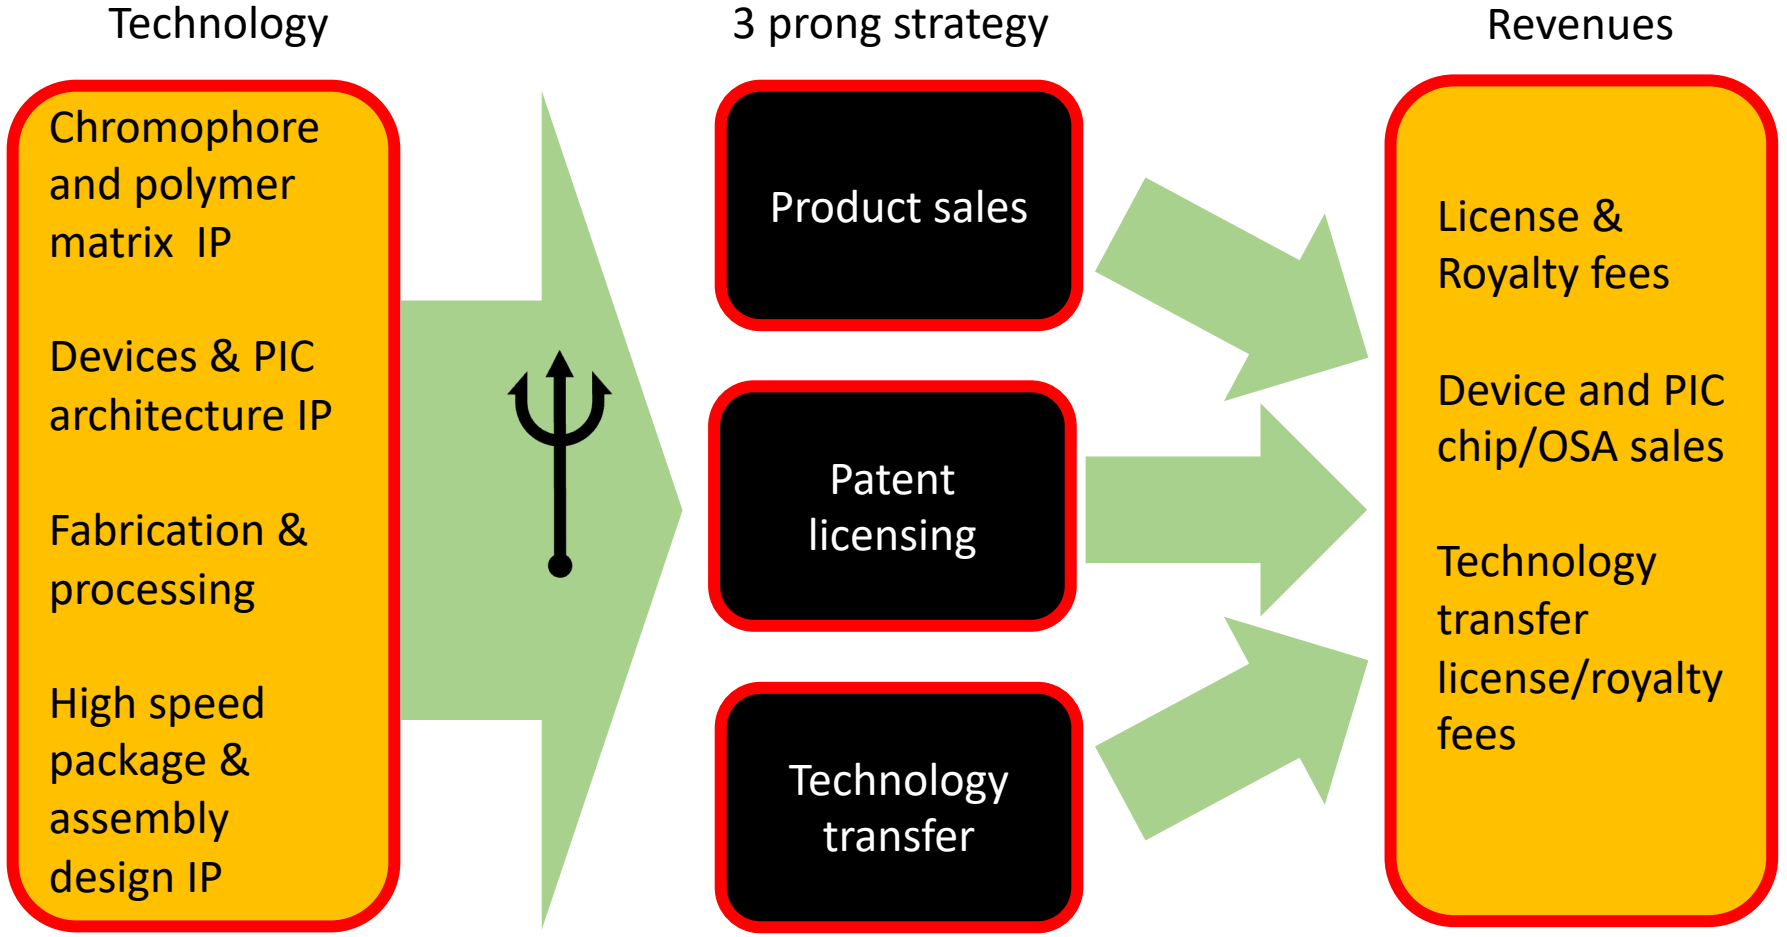 Technology
3 prong strategy
Revenues
Chromophore
and polymer
matrix  IP
Devices & PIC
architecture IP
Fabrication &
processing
High speed
package &
assembly
design IP
Product sales
Patent
licensing
Technology
transfer
License &
Royalty fees
Device and PIC
chip/OSA sales
Technology
transfer
license/royalty
fees